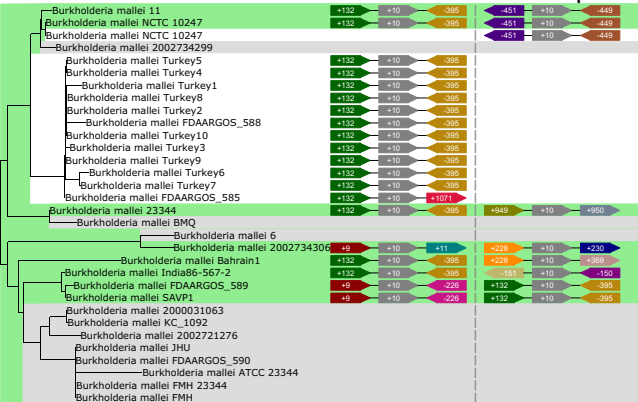 Burkholderia mallei 11 +132 +10 -395 -451 +10 -449
Burkholderia mallei NCTC 10247 +132 +10 -395 -451 +10 -449
Burkholderia mallei NCTC 10247 -451 +10 -449
Burkholderia mallei 2002734299
Burkholderia mallei Turkey5 +132 +10 -395
Burkholderia mallei Turkey4 +132 +10 -395
Burkholderia mallei Turkey1 +132 +10 -395
Burkholderia mallei Turkey8 +132 +10 -395
Burkholderia mallei Turkey2 +132 +10 -395
Burkholderia mallei FDAARGOS_588 +132 +10 -395
Burkholderia mallei Turkey10 +132 +10 -395
Burkholderia mallei Turkey3 +132 +10 -395
Burkholderia mallei Turkey9 +132 +10 -395
Burkholderia mallei Turkey6 +132 +10 -395
Burkholderia mallei Turkey7 +132 +10 -395
Burkholderia mallei FDAARGOS_585 +132 +10 +1071
Burkholderia mallei 23344 +132 +10 -395 +949 +10 +950
Burkholderia mallei BMQ
Burkholderia mallei 6
Burkholderia mallei 2002734306 +9 +10 +11 +228 +10 +230
Burkholderia mallei Bahrain1 +132 +10 -395 +228 +10 +369
Burkholderia mallei India86-567-2 +132 +10 -395 -151 +10 -150
Burkholderia mallei FDAARGOS_589 +9 +10 -226 +132 +10 -395
Burkholderia mallei SAVP1 +9 +10 -226 +132 +10 -395
Burkholderia mallei 2000031063
Burkholderia mallei KC_1092
Burkholderia mallei 2002721276
Burkholderia mallei JHU
Burkholderia mallei FDAARGOS_590
Burkholderia mallei ATCC 23344
Burkholderia mallei FMH 23344
Burkholderia mallei FMH